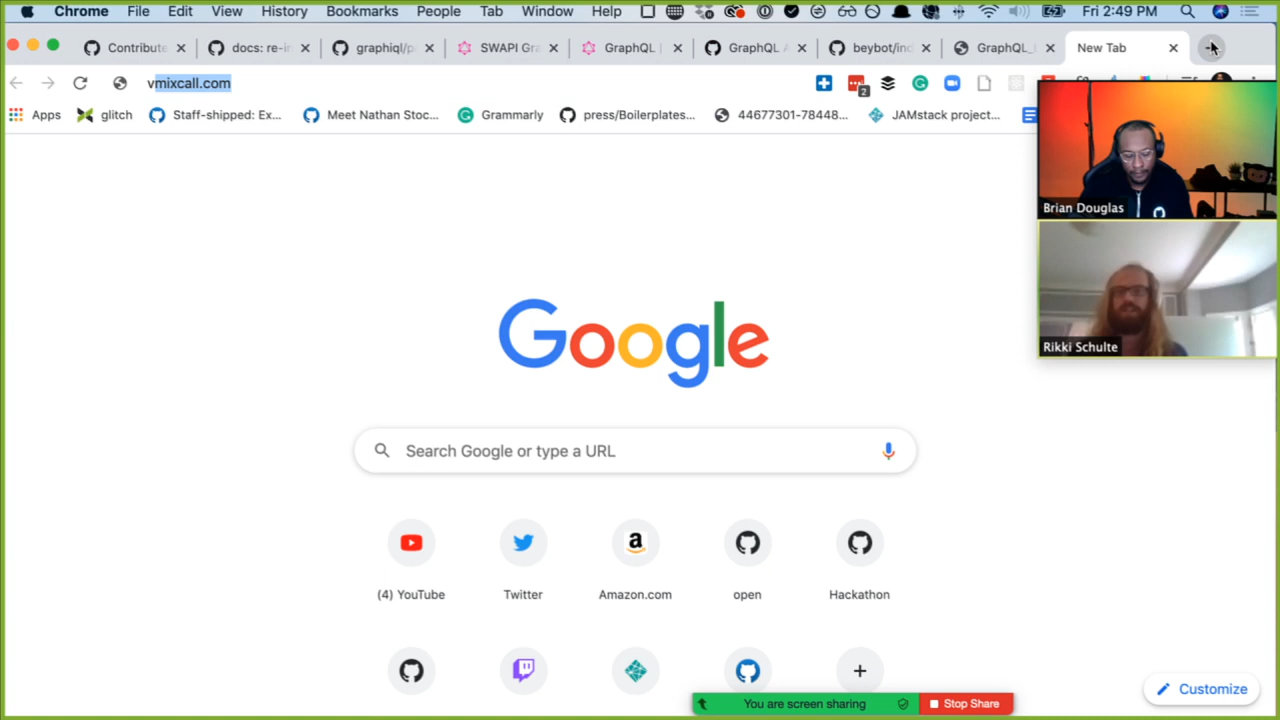 Chrome File Edit View History Bookmarks People Tab Window Help Fri 2:49 PM
Contribute docs: re-i graphiql/p SWAPI Gra GraphQL | GraphQL A beybot/ind GraphQL_ New Tab
vmixcall.com
2
Apps glitch Staff-shipped: Ex... Meet Nathan Stoc... Grammarly press/Boilerplates... 44677301-78448... JAMstack project...
Brian Douglas
Rikki Schulte
Google
Search Google or type a URL
(4) YouTube Twitter Amazon.com open Hackathon
Customize
You are screen sharing Stop Share